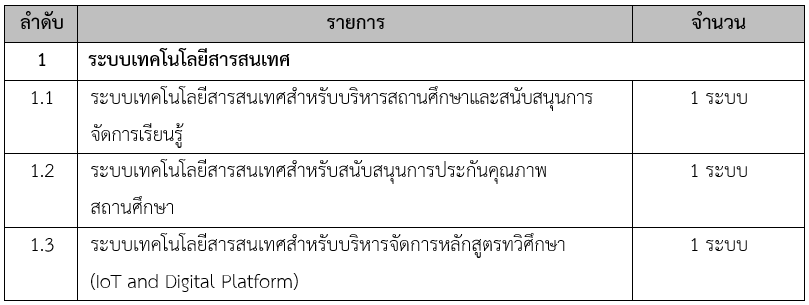 ลำดับ รายการ จำนวน
1 ระบบเทคโนโลยีสารสนเทศ
1.1 ระบบเทคโนโลยีสารสนเทศสำหรับบริหารสถานศึกษาและสนับสนุนการ 1 ระบบ
จัดการเรียนรู้
1.2 ระบบเทคโนโลยีสารสนเทศสำหรับสนับสนุนการประกันคุณภาพ 1 ระบบ
สถานศึกษา
1.3 ระบบเทคโนโลยีสารสนเทศสำหรับบริหารจัดการหลักสูตรทวิศึกษา 1 ระบบ
(IoT and Digital Platform)